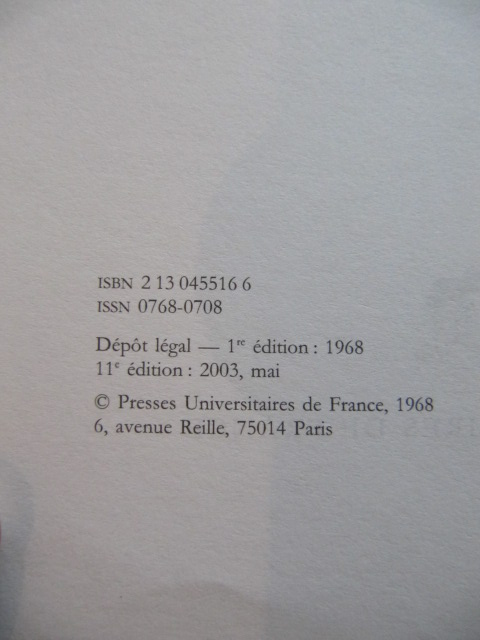 ISBN 2 13 045516 6
ISSN 0768-0708
Dépôt légal — 1re édition : 1968
11e édition : 2003, mai
© Presses Universitaires de France, 1968
6, avenue Reille, 75014 Paris